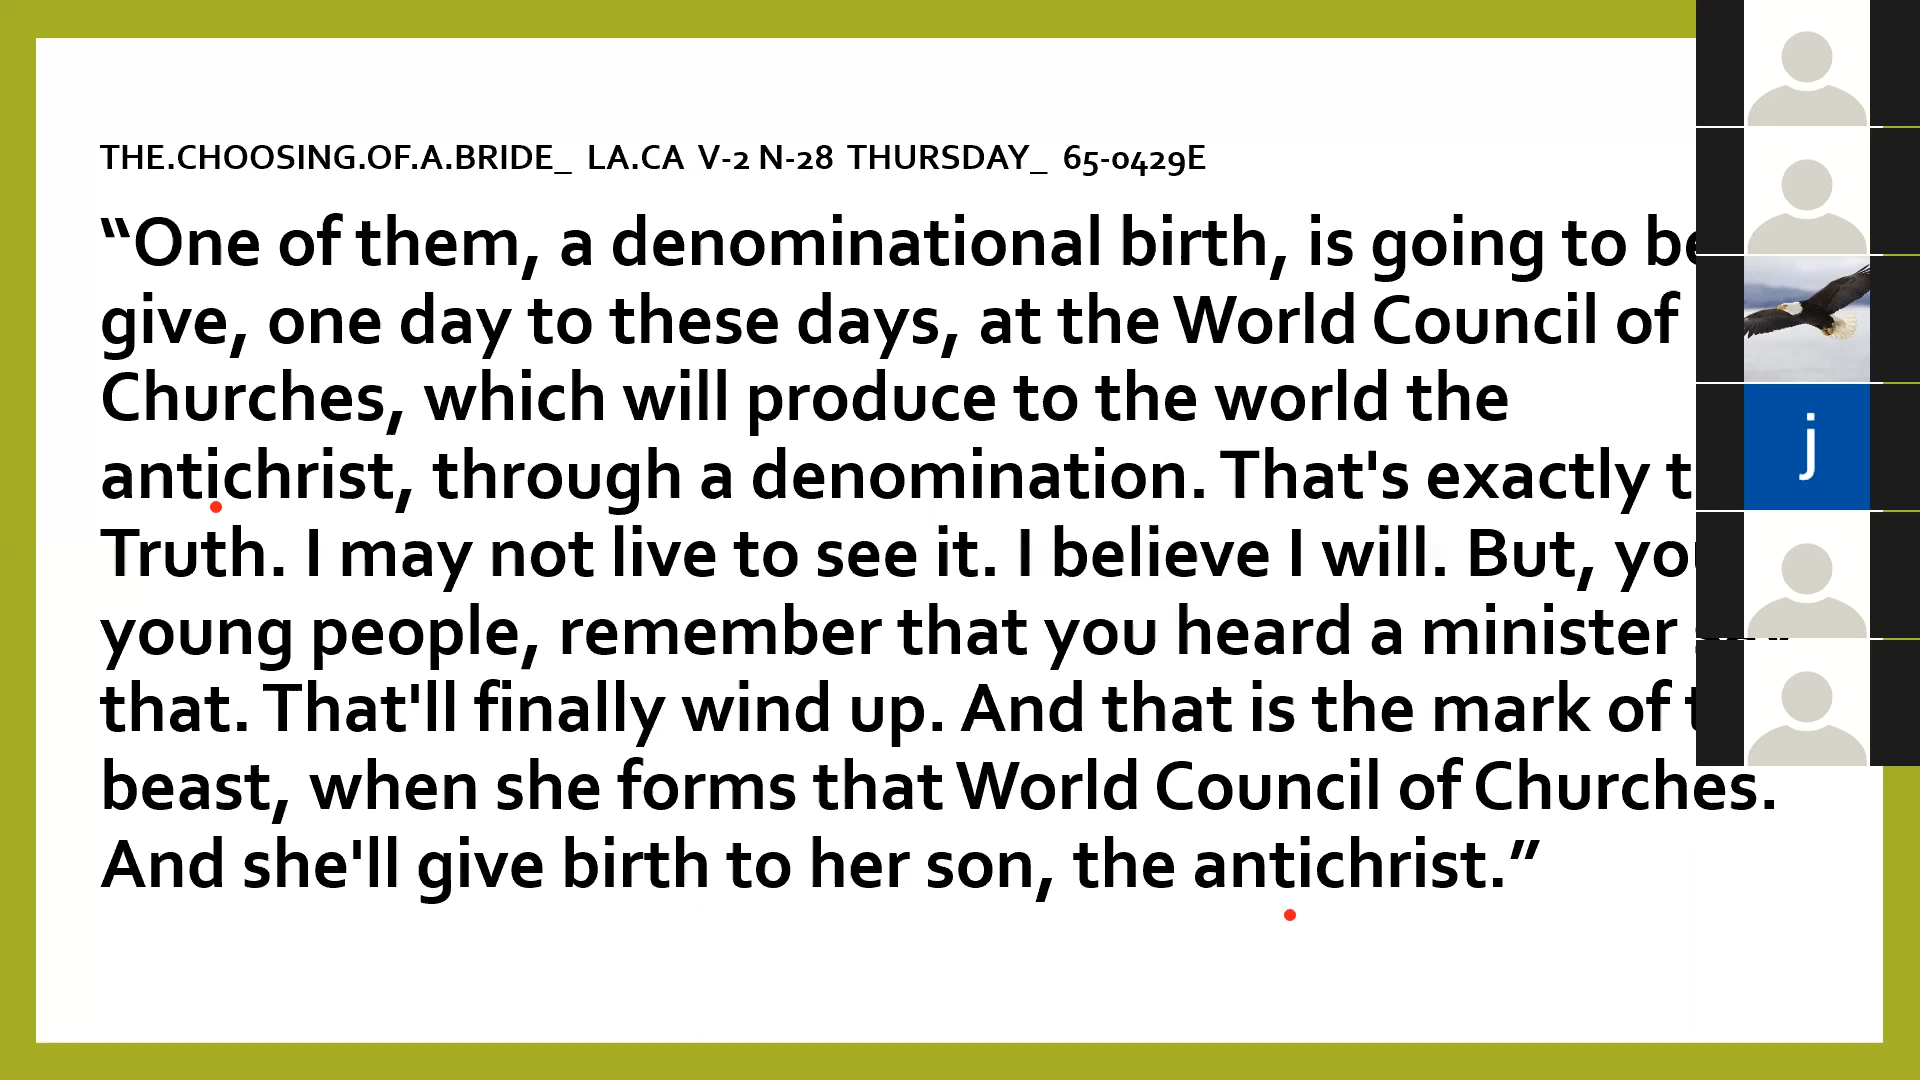 THE.CHOOSING.OF.A.BRIDE_ LA.CA V-2 N-28 THURSDAY_ 65-0429E
“One of them, a denominational birth, is going to be
give, one day to these days, at the World Council of
Churches, which will produce to the world the
antichrist, through a denomination. That's exactly
Truth. I may not live to see it. I believe I will. But,
young people, remember that you heard a minister
that. That'll finally wind up. And that is the mark of
beast, when she forms that World Council of Churches.
And she'll give birth to her son, the antichrist.”
j